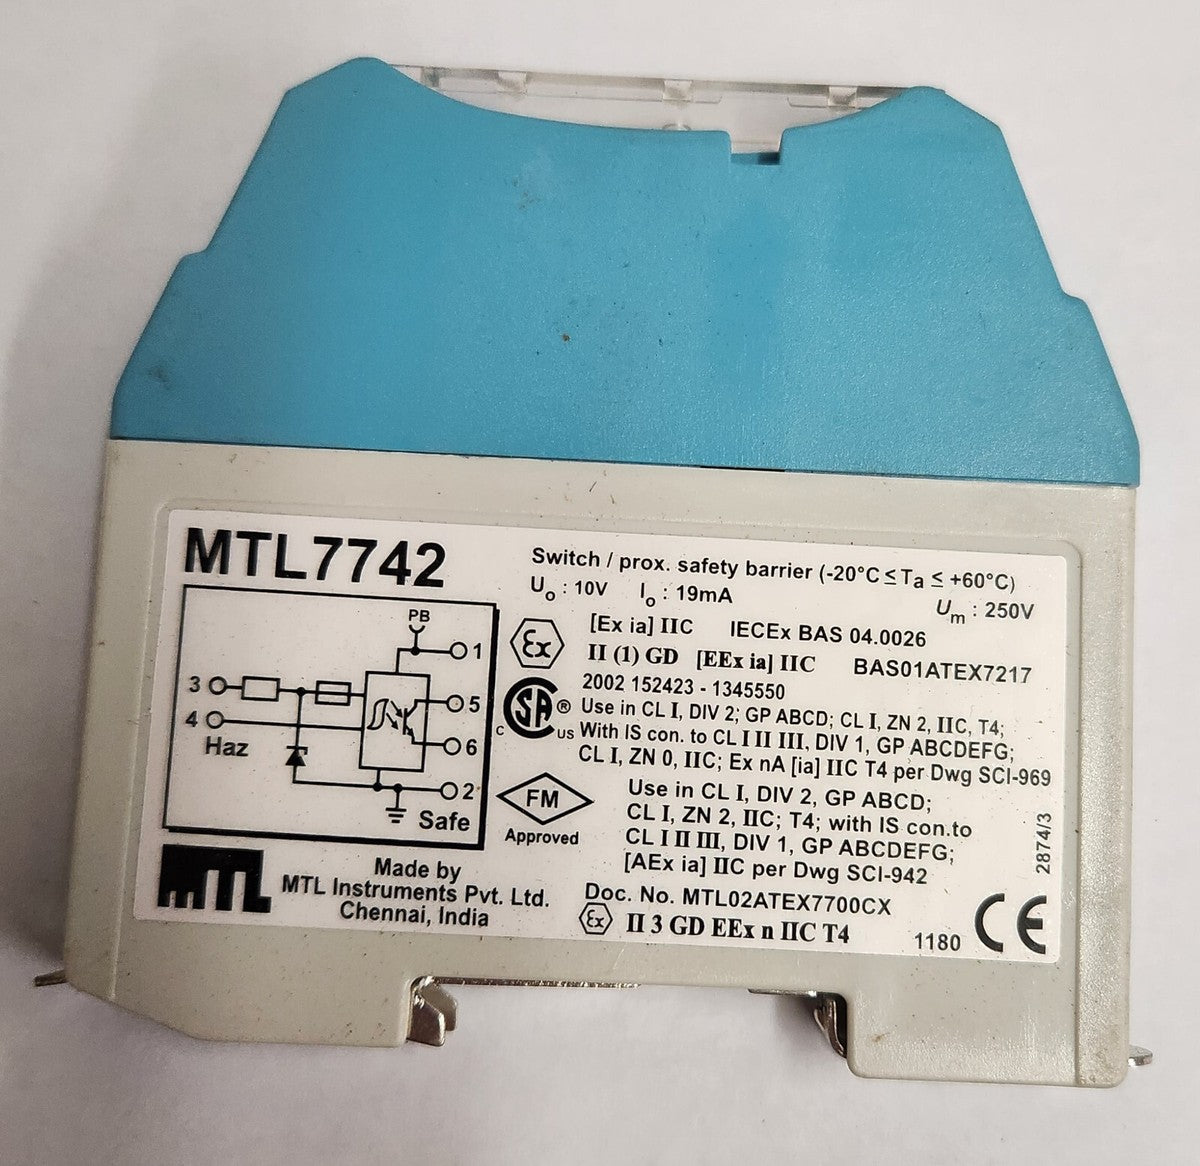 MTL7742
Switch / prox. safety barrier (-20°C ≤ Ta ≤ +60°C)
Uo : 10V Io : 19mA Um : 250V
[Ex ia] IIC IECEx BAS 04.0026
Ex II (1) GD [EEx ia] IIC BAS01ATEX7217
PB
1
3
5
4
6
Haz
2
Safe
2002 152423 - 1345550
C SA ® US
Use in CL I, DIV 2; GP ABCD; CL I, ZN 2, IIC, T4;
With IS con. to CL I II III, DIV 1, GP ABCDEFG;
CL I, ZN 0, IIC; Ex nA [ia] IIC T4 per Dwg SCI-969
FM
Approved
Use in CL I, DIV 2, GP ABCD;
CL I, ZN 2, IIC; T4; with IS con.to
CL I II III, DIV 1, GP ABCDEFG;
[AEx ia] IIC per Dwg SCI-942
2874/3
MTL
Made by
MTL Instruments Pvt. Ltd.
Chennai, India
Doc. No. MTL02ATEX7700CX
Ex II 3 GD EEx n IIC T4
1180 CE